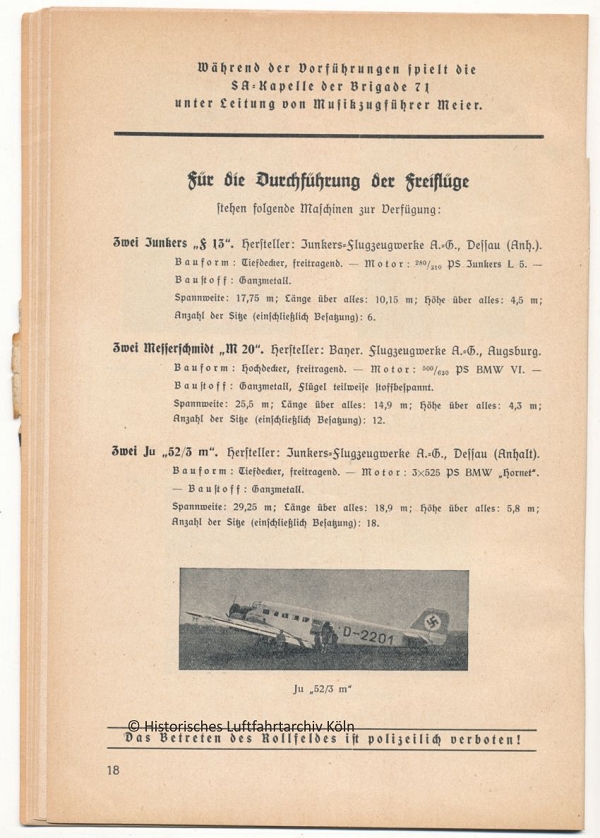 Während der Vorführungen spielt die
SA-Kapelle der Brigade 71
unter Leitung von Musikzugführer Meier.
Für die Durchführung der Freiflüge
stehen folgende Maschinen zur Verfügung:
Zwei Junkers „F 13“. Hersteller: Junkers-Flugzeugwerke A.-G., Dessau (Anh.).
Bauform: Tiefdecker, freitragend. — Motor: 280/310 PS Junkers L 5. —
Baustoff: Ganzmetall.
Spannweite: 17,75 m; Länge über alles: 10,15 m; Höhe über alles: 4,5 m;
Anzahl der Sitze (einschließlich Besatzung): 6.
Zwei Messerschmidt „M 20“. Hersteller: Bayer. Flugzeugwerke A.-G., Augsburg.
Bauform: Hochdecker, freitragend. — Motor: 500/620 PS BMW VI. —
Baustoff: Ganzmetall, Flügel teilweise stoffbespannt.
Spannweite: 25,5 m; Länge über alles: 14,9 m; Höhe über alles: 4,3 m;
Anzahl der Sitze (einschließlich Besatzung): 12.
Zwei Ju „52/3 m“. Hersteller: Junkers-Flugzeugwerke A.-G., Dessau (Anhalt).
Bauform: Tiefdecker, freitragend. — Motor: 3×525 PS BMW „Hornet“.
— Baustoff: Ganzmetall.
Spannweite: 29,25 m; Länge über alles: 18,9 m; Höhe über alles: 5,8 m;
Anzahl der Sitze (einschließlich Besatzung): 18.
D-2201
Ju „52/3 m“
© Historisches Luftfahrtarchiv Köln
Das Betreten des Rollfeldes ist polizeilich verboten!
18